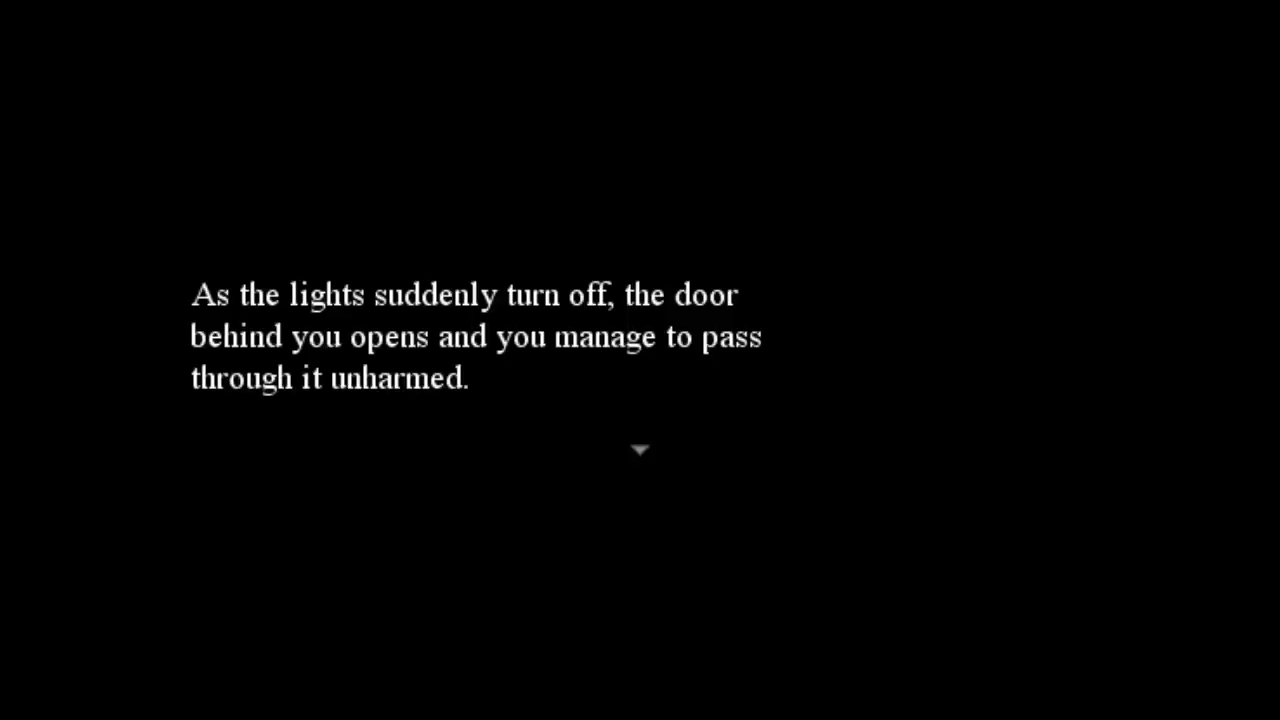 As the lights suddenly turn off, the door
behind you opens and you manage to pass
through it unharmed.